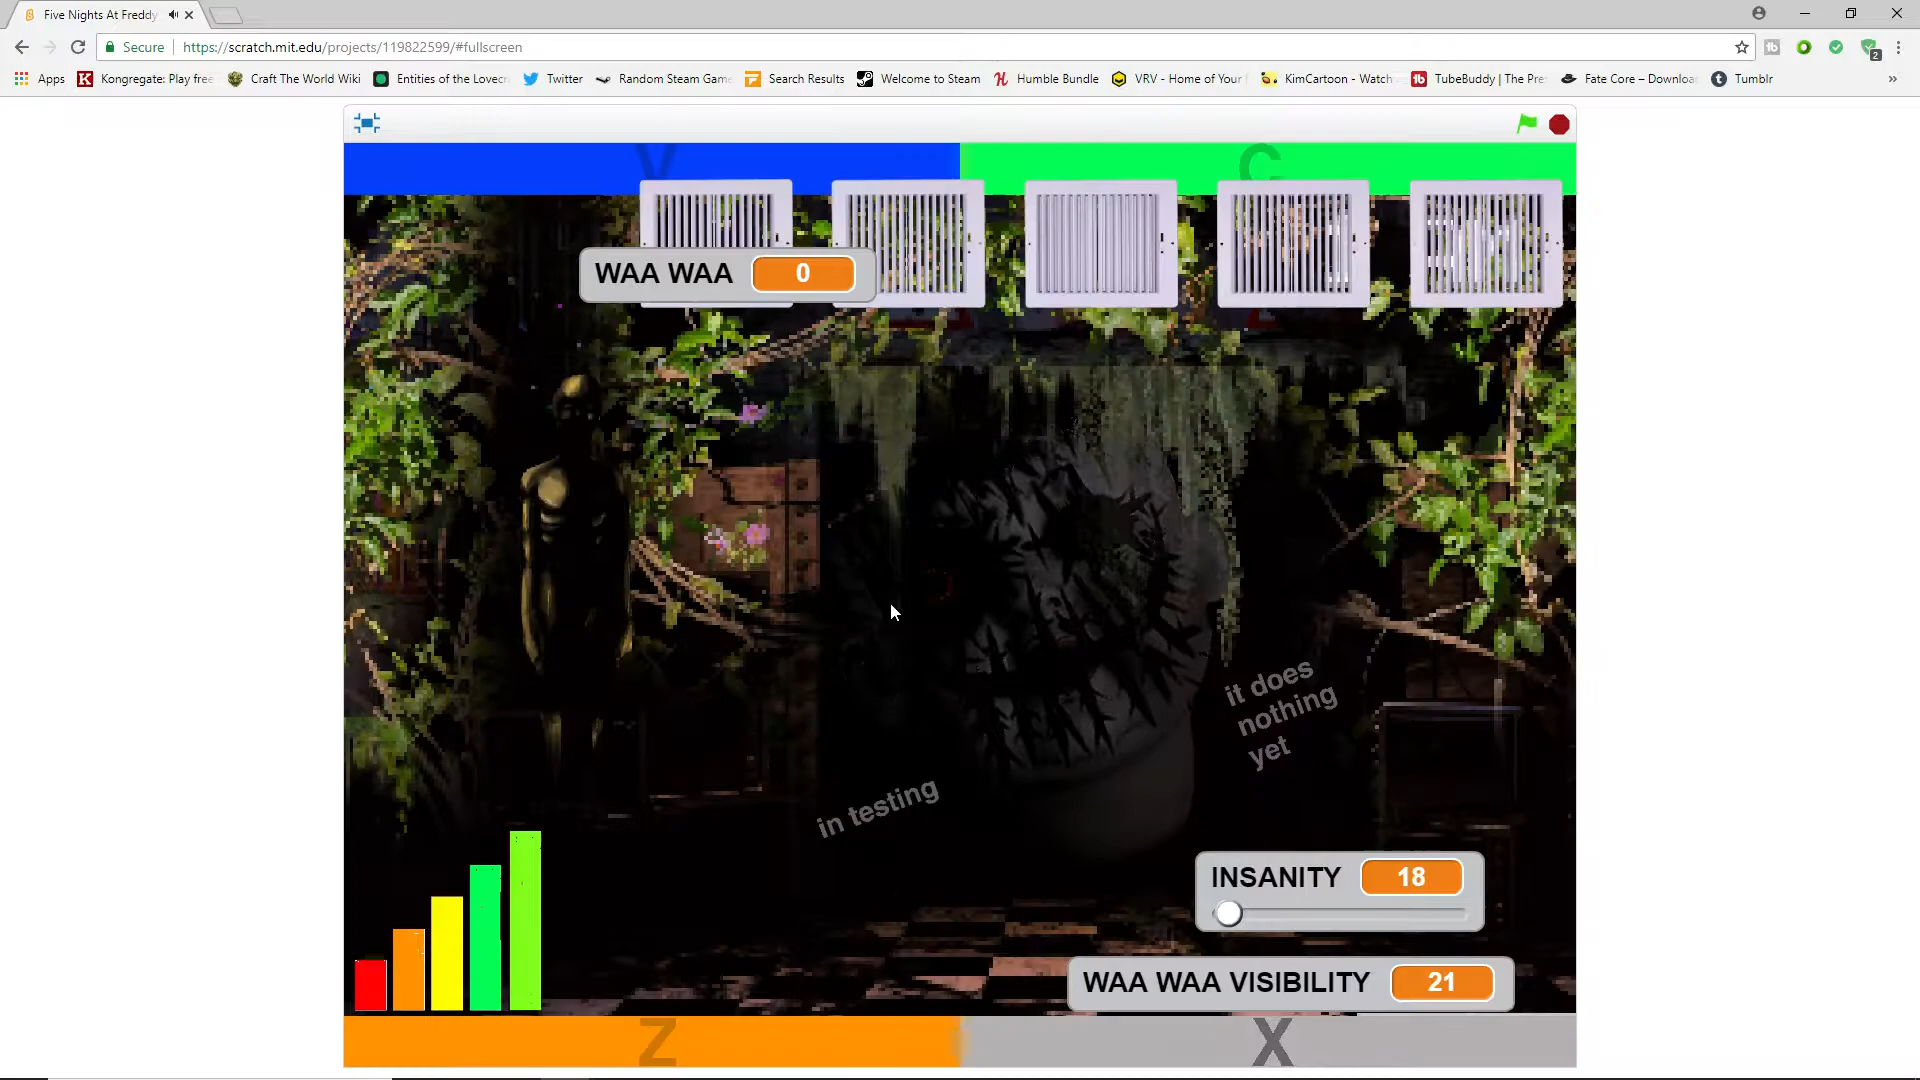 Five Nights At Freddy
Secure
https://scratch.mit.edu/projects/119822599/#fullscreen
2
Apps
Kongregate: Play free
Craft The World Wiki
Entities of the Lovecr
Twitter
Random Steam Game
Search Results
Welcome to Steam
Humble Bundle
VRV - Home of Your
KimCartoon - Watch
TubeBuddy | The Pre
Fate Core – Downloa
Tumblr
»
V
C
WAA WAA 0
it does
nothing
yet
in testing
INSANITY 18
WAA WAA VISIBILITY 21
Z
X